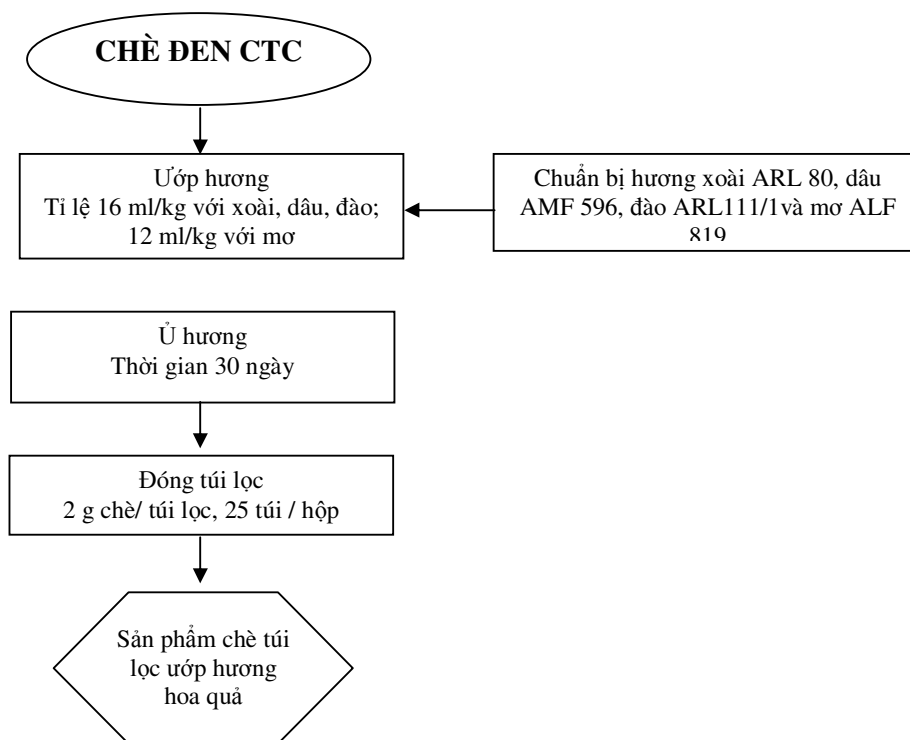 CHÈ ĐEN CTC
Ướp hương
Tỉ lệ 16 ml/kg với xoài, dâu, đào;
12 ml/kg với mơ
Chuẩn bị hương xoài ARL 80, dâu
AMF 596, đào ARL111/1và mơ ALF
819
Ủ hương
Thời gian 30 ngày
Đóng túi lọc
2 g chè/ túi lọc, 25 túi / hộp
Sản phẩm chè túi
lọc ướp hương
hoa quả